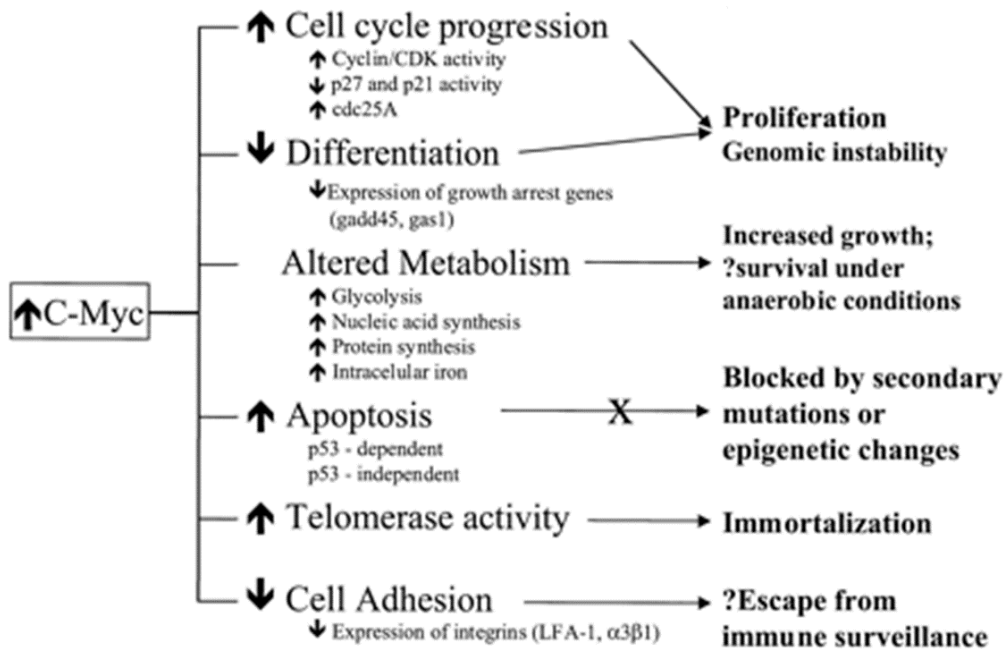 ↑ Cell cycle progression
↑ Cyclin/CDK activity
↓ p27 and p21 activity
↑ cdc25A
Proliferation
Genomic instability
↓ Differentiation
↓Expression of growth arrest genes
(gadd45, gas1)
Altered Metabolism
↑ Glycolysis
↑ Nucleic acid synthesis
↑ Protein synthesis
↑ Intracelular iron
Increased growth;
?survival under
anaerobic conditions
↑C-Myc
↑ Apoptosis
p53 - dependent
p53 - independent
X
Blocked by secondary
mutations or
epigenetic changes
↑ Telomerase activity
Immortalization
↓ Cell Adhesion
↓ Expression of integrins (LFA-1, α3β1)
?Escape from
immune surveillance